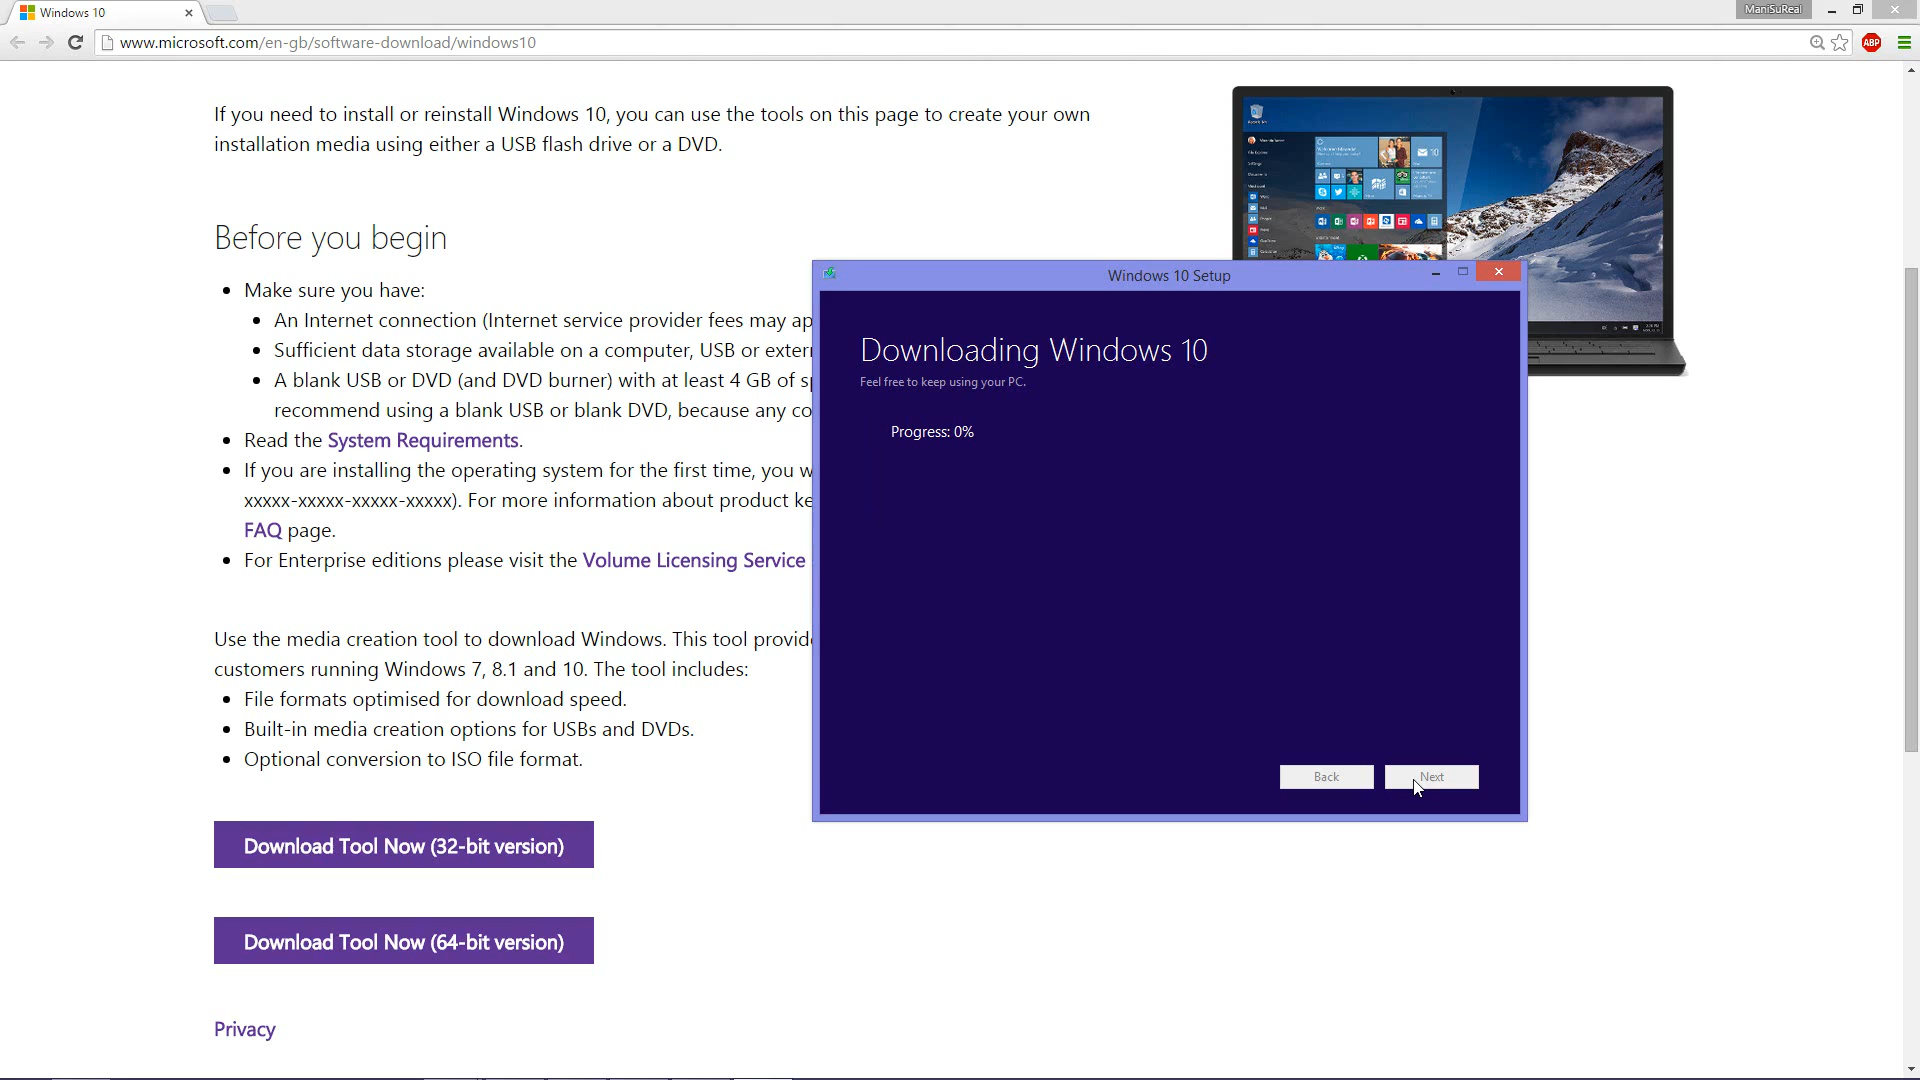 Windows 10
ManiSuReal
www.microsoft.com/en-gb/software-download/windows10
ABP
If you need to install or reinstall Windows 10, you can use the tools on this page to create your own
installation media using either a USB flash drive or a DVD.
Before you begin
Make sure you have:
An Internet connection (Internet service provider fees may ap
Sufficient data storage available on a computer, USB or exter
A blank USB or DVD (and DVD burner) with at least 4 GB of s
recommend using a blank USB or blank DVD, because any co
Read the System Requirements.
If you are installing the operating system for the first time, you w
xxxxx-xxxxx-xxxxx-xxxxx). For more information about product ke
FAQ page.
For Enterprise editions please visit the Volume Licensing Service
Use the media creation tool to download Windows. This tool provid
customers running Windows 7, 8.1 and 10. The tool includes:
File formats optimised for download speed.
Built-in media creation options for USBs and DVDs.
Optional conversion to ISO file format.
Download Tool Now (32-bit version)
Download Tool Now (64-bit version)
Privacy
Windows 10 Setup
Downloading Windows 10
Feel free to keep using your PC.
Progress: 0%
Back
Next